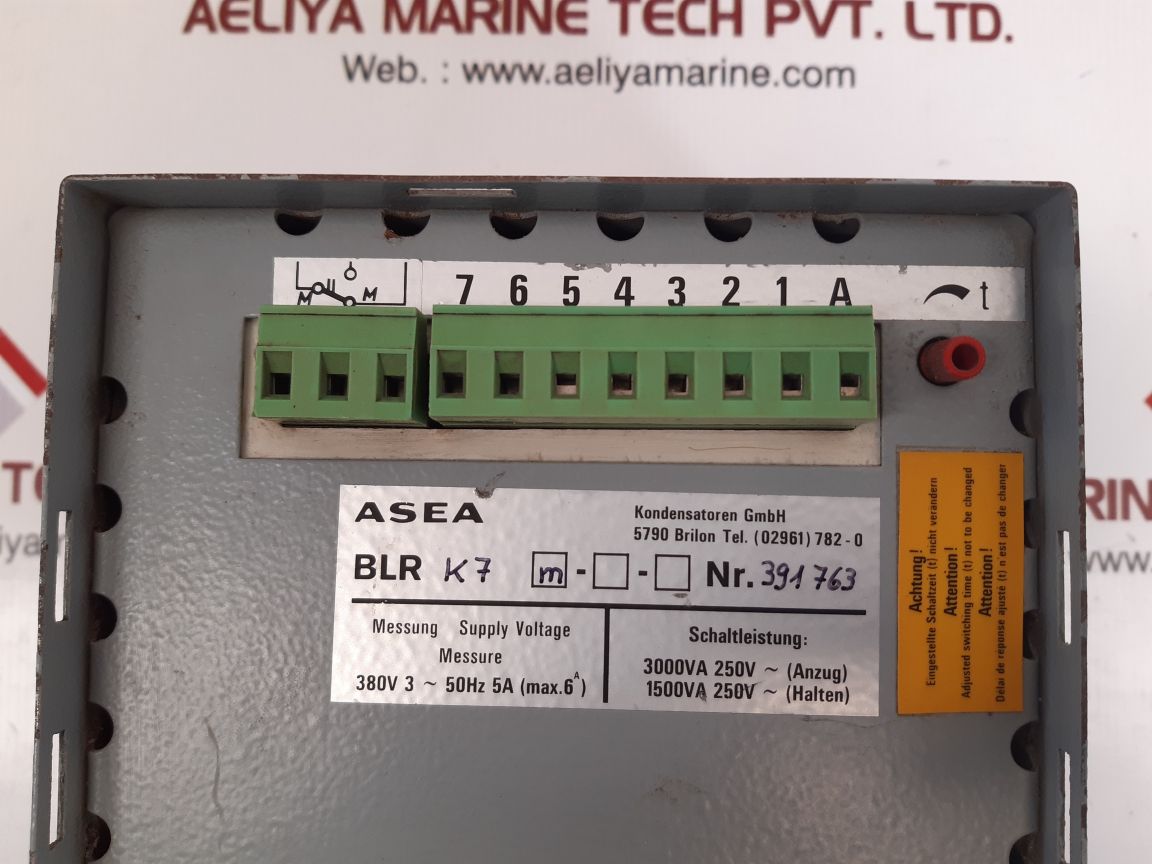 AELIYA MARINE TECH PVT. LTD.
Web. : www.aeliyamarine.com
M M 7 6 5 4 3 2 1 A t
ASEA
Kondensatoren GmbH
5790 Brilon Tel. (02961) 782-0
BLR K7 m - - Nr. 391763
Messung Supply Voltage
Messure
380V 3 ~ 50Hz 5A (max.6A)
Schaltleistung:
3000VA 250V ~ (Anzug)
1500VA 250V ~ (Halten)
Achtung!
Eingestellte Schaltzeit (t) nicht verändern
Attention!
Adjusted switching time (t) not to be changed
Attention!
Délai de réponse ajusté (t) n'est pas de changer